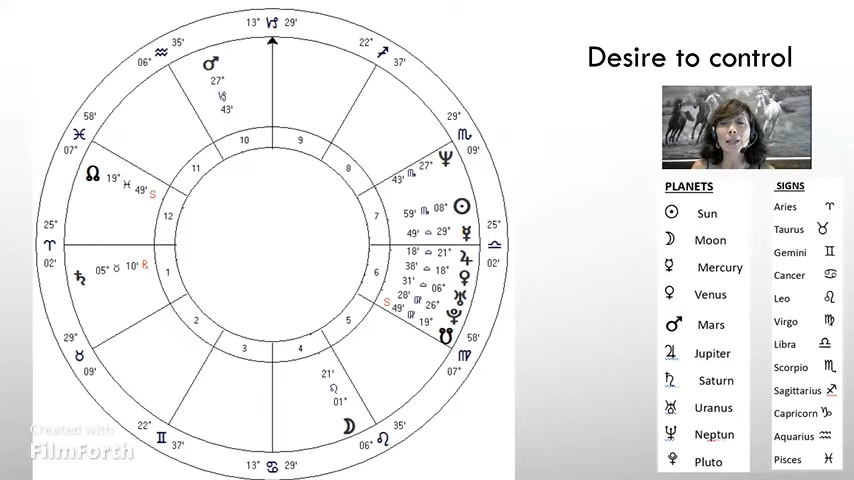 Desire to control
13° ♑ 29'
35' ♒ 06°
22° ♐ 37'
♂
27°
♑
43'
58' ♓ 07°
29° ♏ 09'
10
9
11
8
12
7
1
6
2
5
3
4
☊ 19° ♓ 49' S
43' ♏ 27° ♆
59' ♏ 08° ☉
49' ♎ 29° ☿
25° ♈ 02'
25° ♎ 02'
♄ 05° ♉ 10' ℞
18' ♎ 21° ♃
38' ♎ 18° ♀
31' ♎ 06° ♅
28' ♍ 26° ♇
S 49' ♍ 19° ☋
29° ♉ 09'
58' ♍ 07°
21'
♌
01°
☽
22° ♊ 37'
35' ♌ 06°
13° ♋ 29'
Created with
FilmForth
PLANETS
☉ Sun
☽ Moon
☿ Mercury
♀ Venus
♂ Mars
♃ Jupiter
♄ Saturn
♅ Uranus
♆ Neptun
♇ Pluto
SIGNS
Aries ♈
Taurus ♉
Gemini ♊
Cancer ♋
Leo ♌
Virgo ♍
Libra ♎
Scorpio ♏
Sagittarius ♐
Capricorn ♑
Aquarius ♒
Pisces ♓